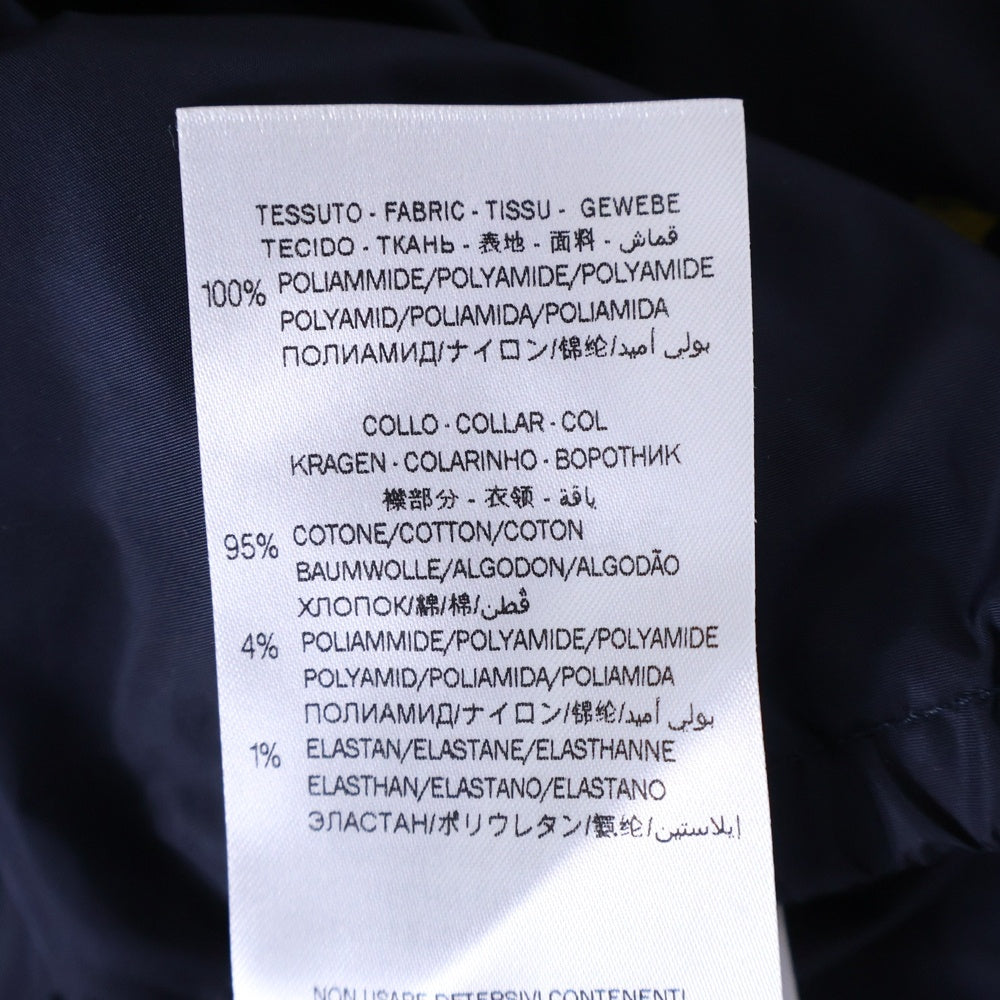 TESSUTO - FABRIC - TISSU - GEWEBE
TECIDO - ТКАНЬ - 表地 - 面料 - قماش
100% POLIAMMIDE/POLYAMIDE/POLYAMIDE
POLYAMID/POLIAMIDA/POLIAMIDA
ПОЛИАМИД/ナイロン/锦纶/بولي أميد
COLLO - COLLAR - COL
KRAGEN - COLARINHO - ВОРОТНИК
襟部分 - 衣领 - ياقة
95% COTONE/COTTON/COTON
BAUMWOLLE/ALGODON/ALGODÃO
ХЛОПОК/綿/棉/قطن
4% POLIAMMIDE/POLYAMIDE/POLYAMIDE
POLYAMID/POLIAMIDA/POLIAMIDA
ПОЛИАМИД/ナイロン/锦纶/بولي أميد
1% ELASTAN/ELASTANE/ELASTHANNE
ELASTHAN/ELASTANO/ELASTANO
ЭЛАСТАН/ポリウレタン/氨纶/إيلاستين
NON USARE DETERSIVI CONTENENTI